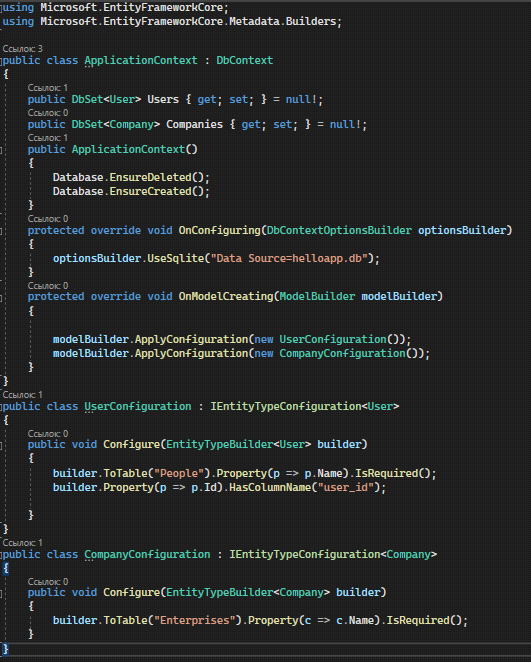 using Microsoft.EntityFrameworkCore;
using Microsoft.EntityFrameworkCore.Metadata.Builders;
Ссылок: 3
public class ApplicationContext : DbContext
{
Ссылок: 1
public DbSet<User> Users { get; set; } = null!;
Ссылок: 0
public DbSet<Company> Companies { get; set; } = null!;
Ссылок: 1
public ApplicationContext()
{
Database.EnsureDeleted();
Database.EnsureCreated();
}
Ссылок: 0
protected override void OnConfiguring(DbContextOptionsBuilder optionsBuilder)
{
optionsBuilder.UseSqlite("Data Source=helloapp.db");
}
Ссылок: 0
protected override void OnModelCreating(ModelBuilder modelBuilder)
{
modelBuilder.ApplyConfiguration(new UserConfiguration());
modelBuilder.ApplyConfiguration(new CompanyConfiguration());
}
}
Ссылок: 1
public class UserConfiguration : IEntityTypeConfiguration<User>
{
Ссылок: 0
public void Configure(EntityTypeBuilder<User> builder)
{
builder.ToTable("People").Property(p => p.Name).IsRequired();
builder.Property(p => p.Id).HasColumnName("user_id");
}
}
Ссылок: 1
public class CompanyConfiguration : IEntityTypeConfiguration<Company>
{
Ссылок: 0
public void Configure(EntityTypeBuilder<Company> builder)
{
builder.ToTable("Enterprises").Property(c => c.Name).IsRequired();
}
}